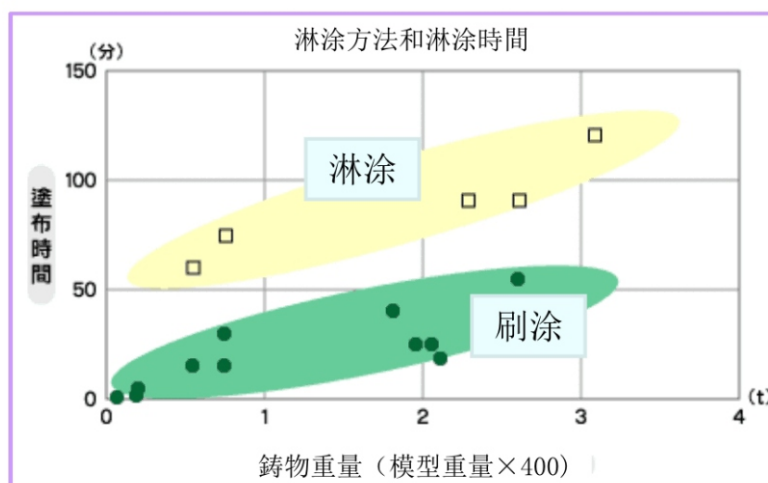 淋涂方法和淋涂時間
(分)
150
100
50
0
塗布時間
淋涂
刷涂
0 1 2 3 4 (t)
鋳物重量（模型重量×400）